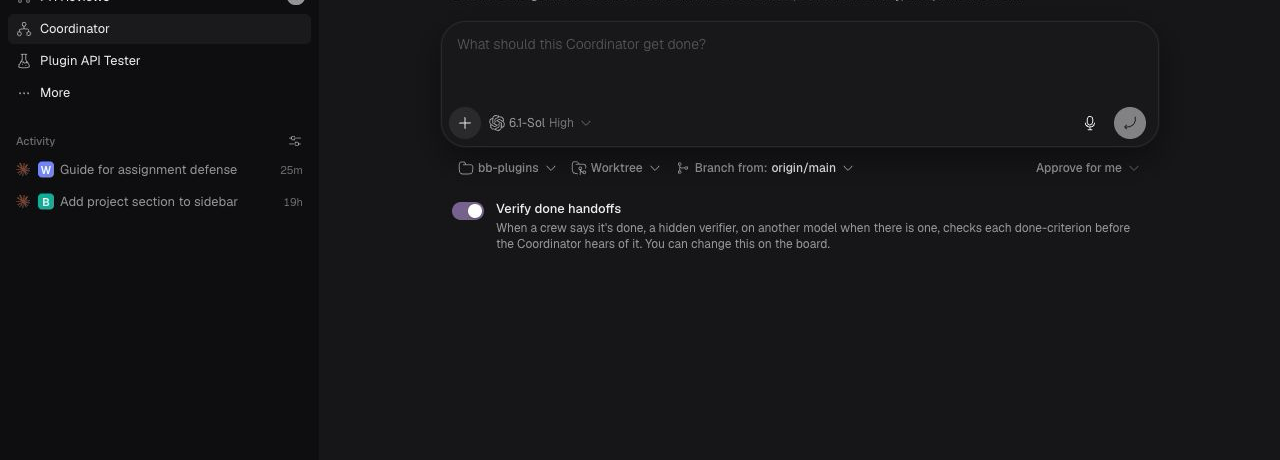 Coordinator
Plugin API Tester
More
Activity
W Guide for assignment defense 25m
B Add project section to sidebar 19h
What should this Coordinator get done?
6.1-Sol High
bb-plugins Worktree Branch from: origin/main Approve for me
Verify done handoffs
When a crew says it's done, a hidden verifier, on another model when there is one, checks each done-criterion before
the Coordinator hears of it. You can change this on the board.